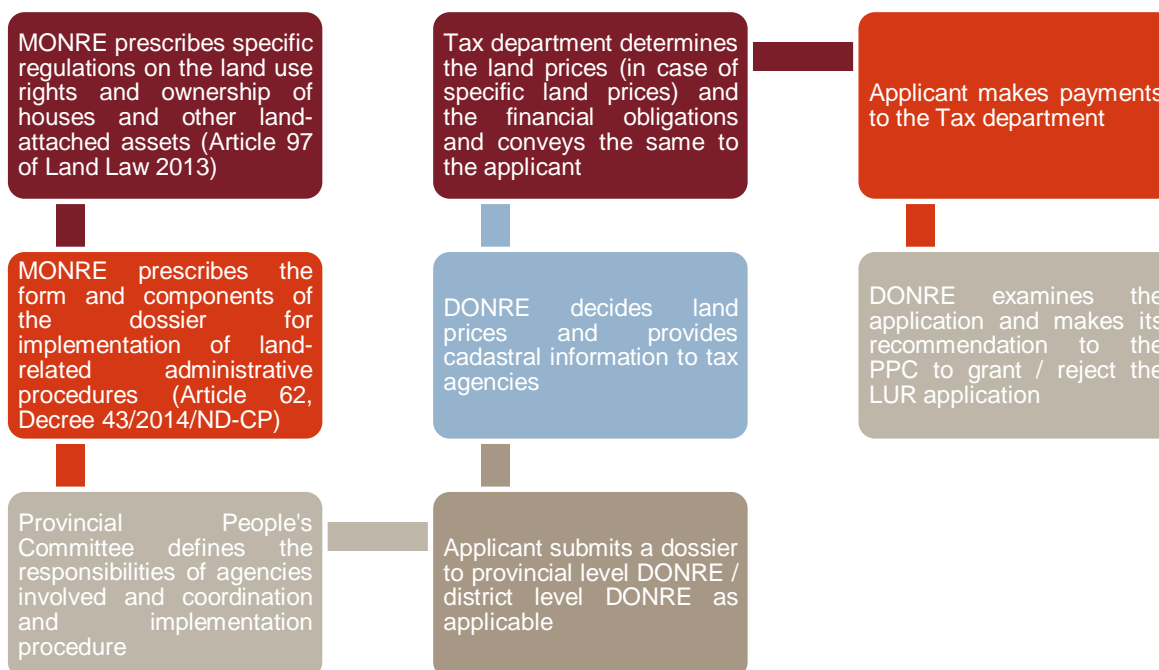 MONRE prescribes specific
regulations on the land use
rights and ownership of
houses and other land-
attached assets (Article 97
of Land Law 2013)
MONRE prescribes the
form and components of
the dossier for
implementation of land-
related administrative
procedures (Article 62,
Decree 43/2014/ND-CP)
Provincial People's
Committee defines the
responsibilities of agencies
involved and coordination
and implementation
procedure
Applicant submits a dossier
to provincial level DONRE /
district level DONRE as
applicable
DONRE decides land
prices and provides
cadastral information to tax
agencies
Tax department determines
the land prices (in case of
specific land prices) and
the financial obligations
and conveys the same to
the applicant
Applicant makes payments
to the Tax department
DONRE examines the
application and makes its
recommendation to the
PPC to grant / reject the
LUR application